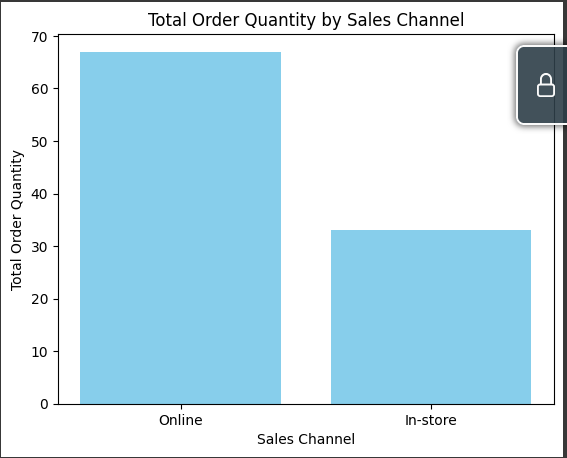 Total Order Quantity by Sales Channel
70
60
50
40
30
20
10
0
Total Order Quantity
Online In-store
Sales Channel